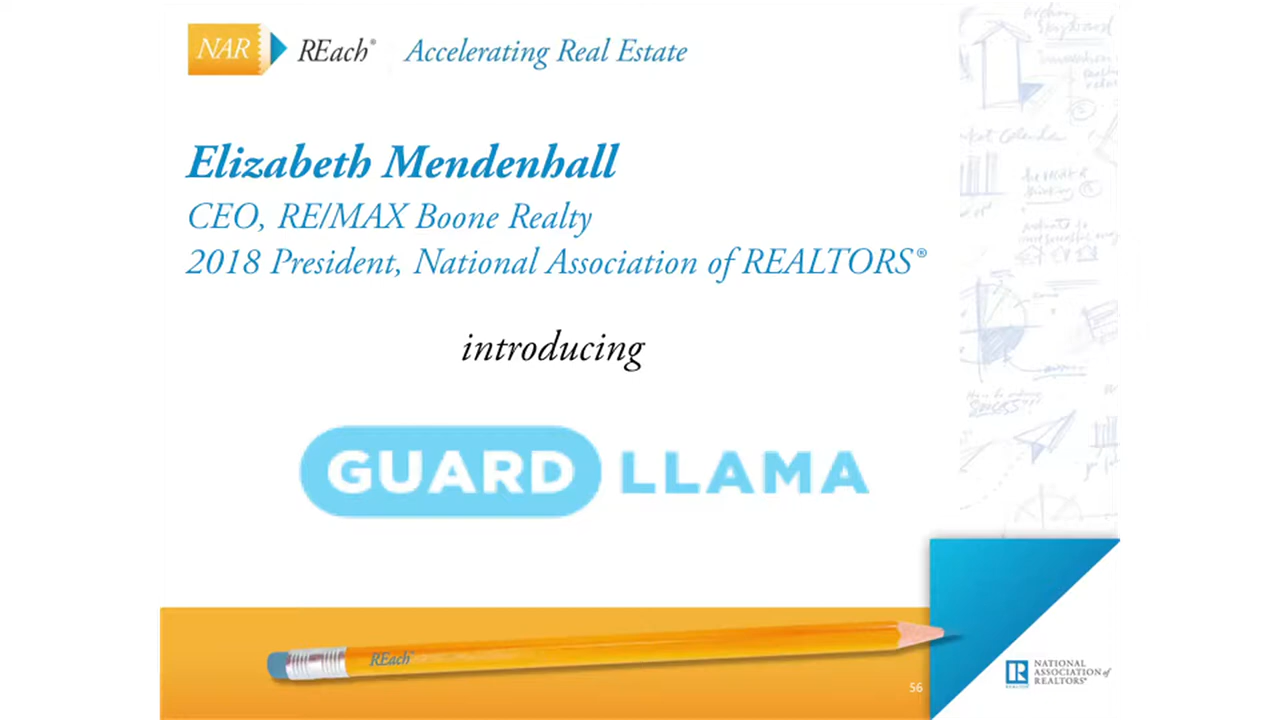 NAR REach® Accelerating Real Estate
Elizabeth Mendenhall
CEO, RE/MAX Boone Realty
2018 President, National Association of REALTORS®
introducing
GUARD LLAMA
REach®
56
NATIONAL
ASSOCIATION of
REALTORS®